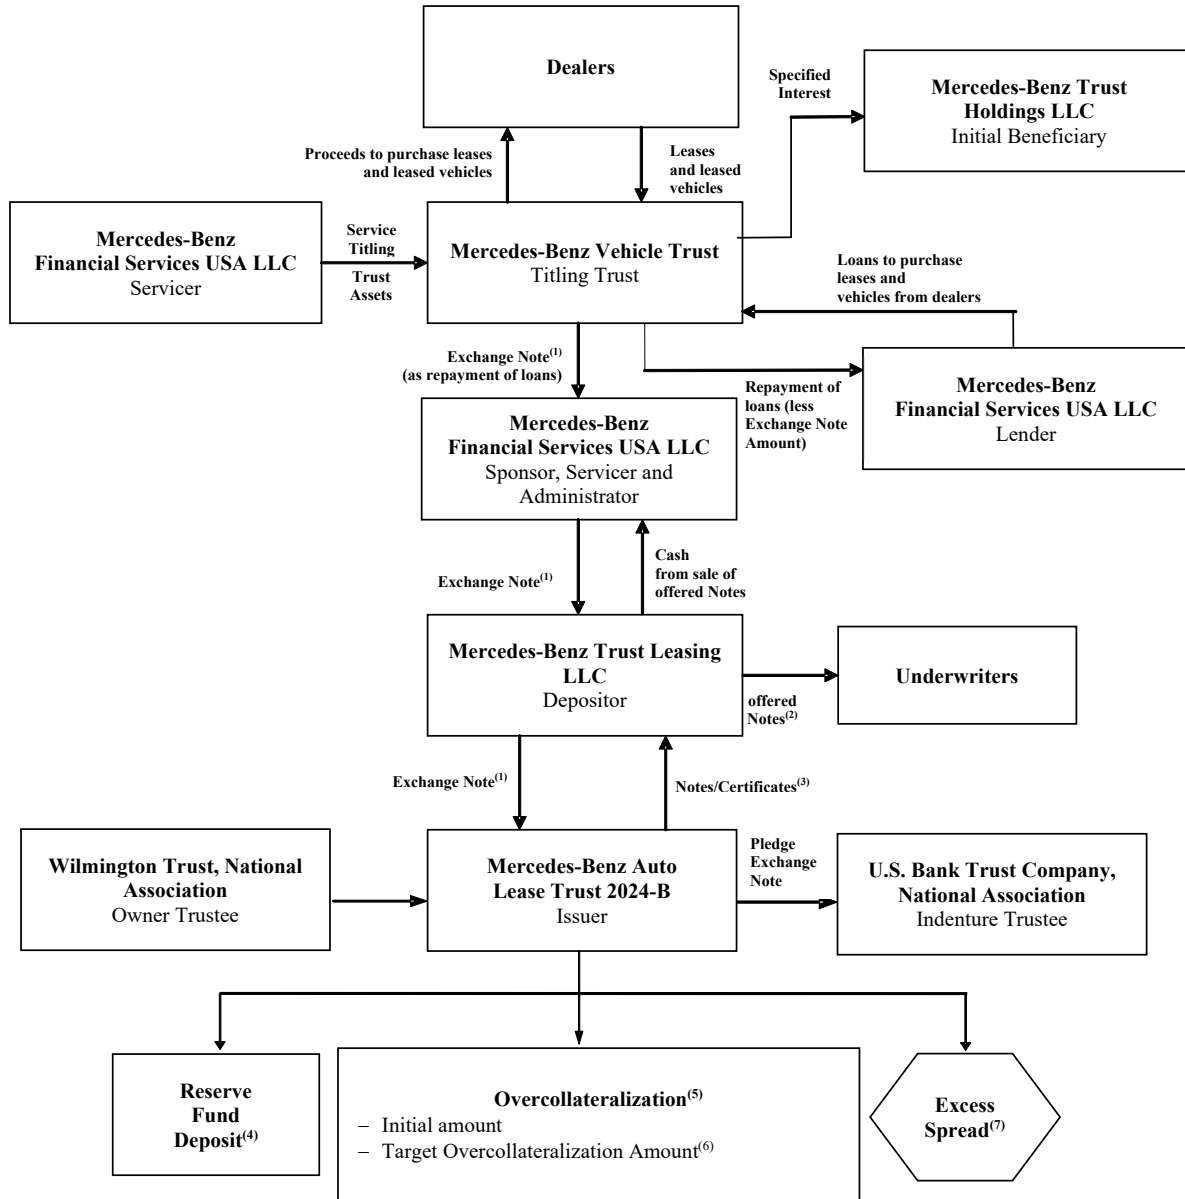 Dealers
Specified
Interest
Mercedes-Benz Trust
Holdings LLC
Initial Beneficiary
Proceeds to purchase leases
and leased vehicles
Leases
and leased
vehicles
Mercedes-Benz
Financial Services USA LLC
Servicer
Service
Titling
Trust
Assets
Mercedes-Benz Vehicle Trust
Titling Trust
Loans to purchase
leases and
vehicles from dealers
Exchange Note(1)
(as repayment of loans)
Repayment of
loans (less
Exchange Note
Amount)
Mercedes-Benz
Financial Services USA LLC
Lender
Mercedes-Benz
Financial Services USA LLC
Sponsor, Servicer and
Administrator
Exchange Note(1)
Cash
from sale of
offered Notes
Mercedes-Benz Trust Leasing
LLC
Depositor
offered
Notes(2)
Underwriters
Exchange Note(1)
Notes/Certificates(3)
Wilmington Trust, National
Association
Owner Trustee
Mercedes-Benz Auto
Lease Trust 2024-B
Issuer
Pledge
Exchange
Note
U.S. Bank Trust Company,
National Association
Indenture Trustee
Reserve
Fund
Deposit(4)
Overcollateralization(5)
– Initial amount
– Target Overcollateralization Amount(6)
Excess
Spread(7)